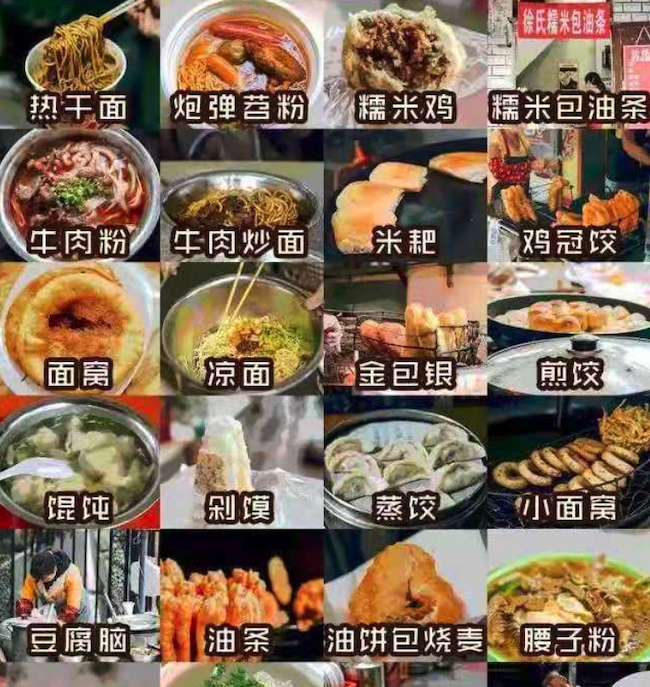 徐氏糯米包油条
热干面
炮弹苕粉
糯米鸡
糯米包油条
牛肉粉
牛肉炒面
米耙
鸡冠饺
面窝
凉面
金包银
煎饺
馄饨
剁馍
蒸饺
小面窝
豆腐脑
油条
油饼包烧麦
腰子粉